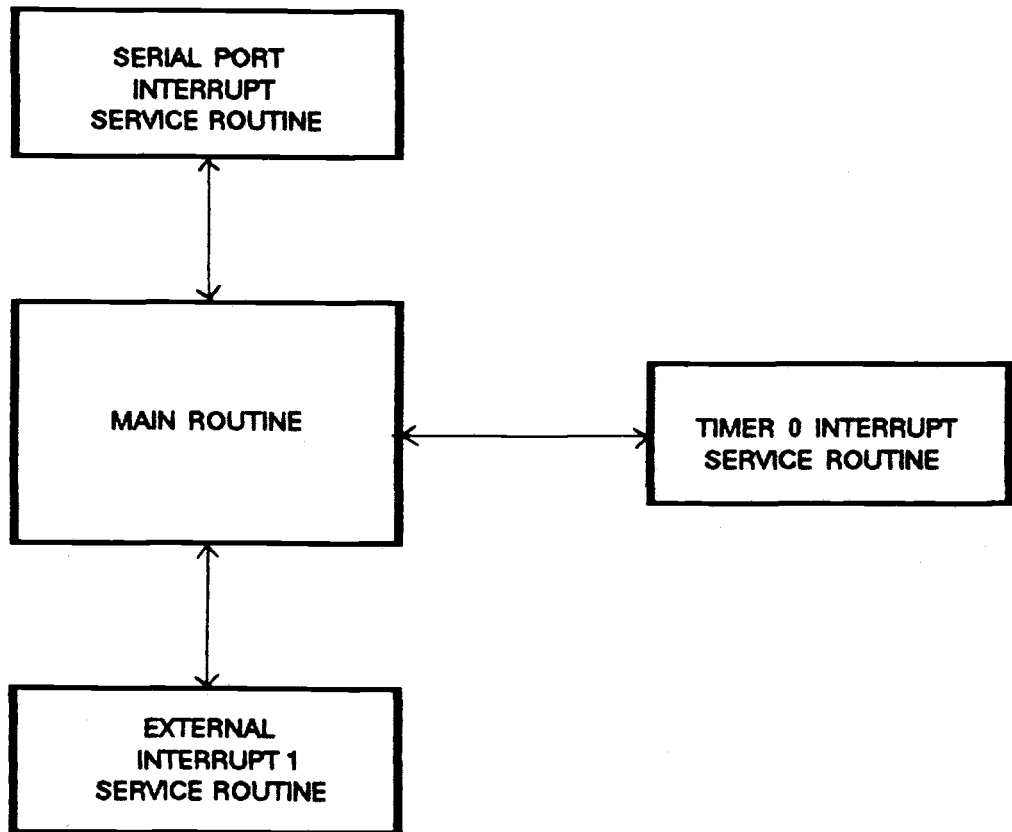 SERIAL PORT
INTERRUPT
SERVICE ROUTINE
MAIN ROUTINE
TIMER 0 INTERRUPT
SERVICE ROUTINE
EXTERNAL
INTERRUPT 1
SERVICE ROUTINE